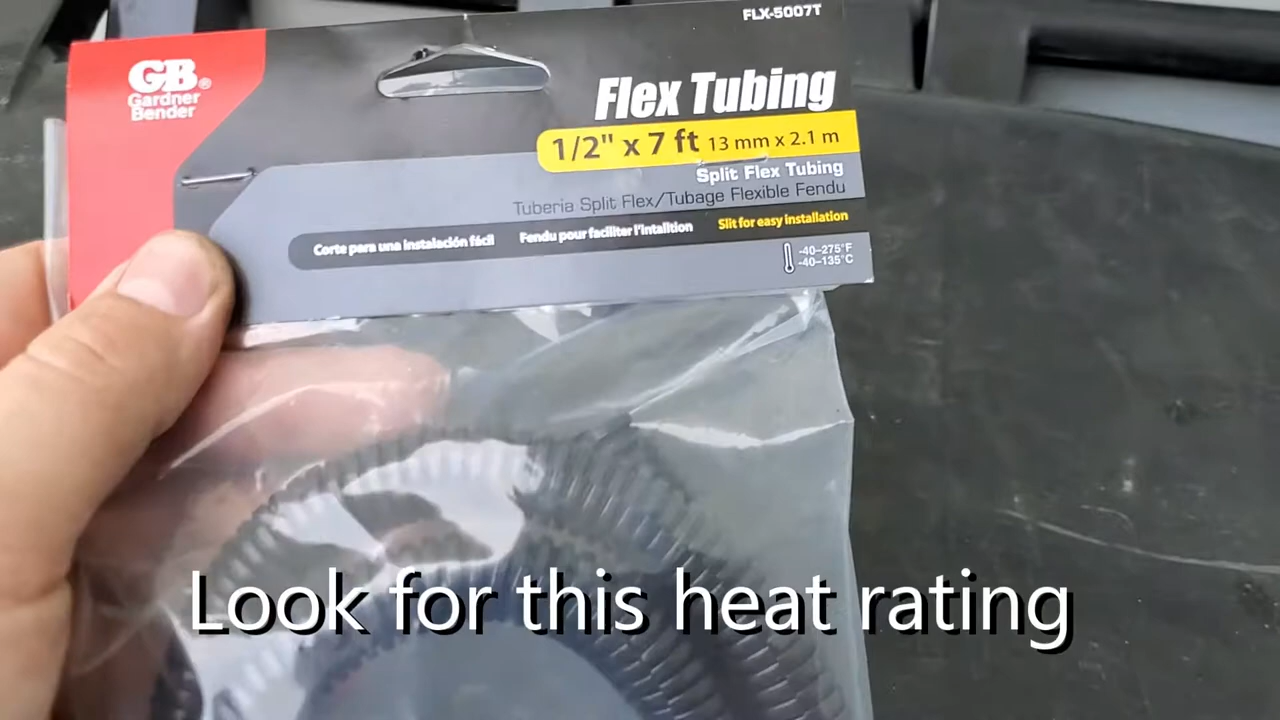 FLX-5007T
GB®
Gardner
Bender
Flex Tubing
1/2" x 7 ft 13 mm x 2.1 m
Split Flex Tubing
Tuberia Split Flex/Tubage Flexible Fendu
Corte para una instalación fácil Fendu pour faciliter l'intalltion Slit for easy installation
-40-275°F
-40-135°C
Look for this heat rating